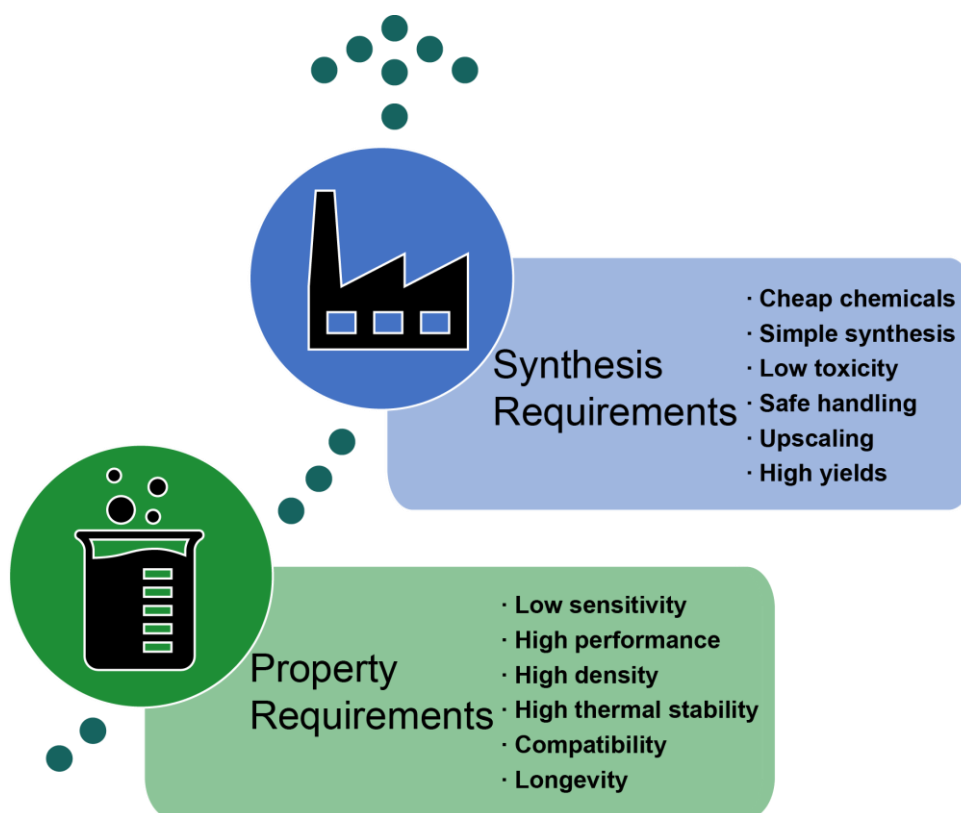 Synthesis
Requirements
· Cheap chemicals
· Simple synthesis
· Low toxicity
· Safe handling
· Upscaling
· High yields
Property
Requirements
· Low sensitivity
· High performance
· High density
· High thermal stability
· Compatibility
· Longevity